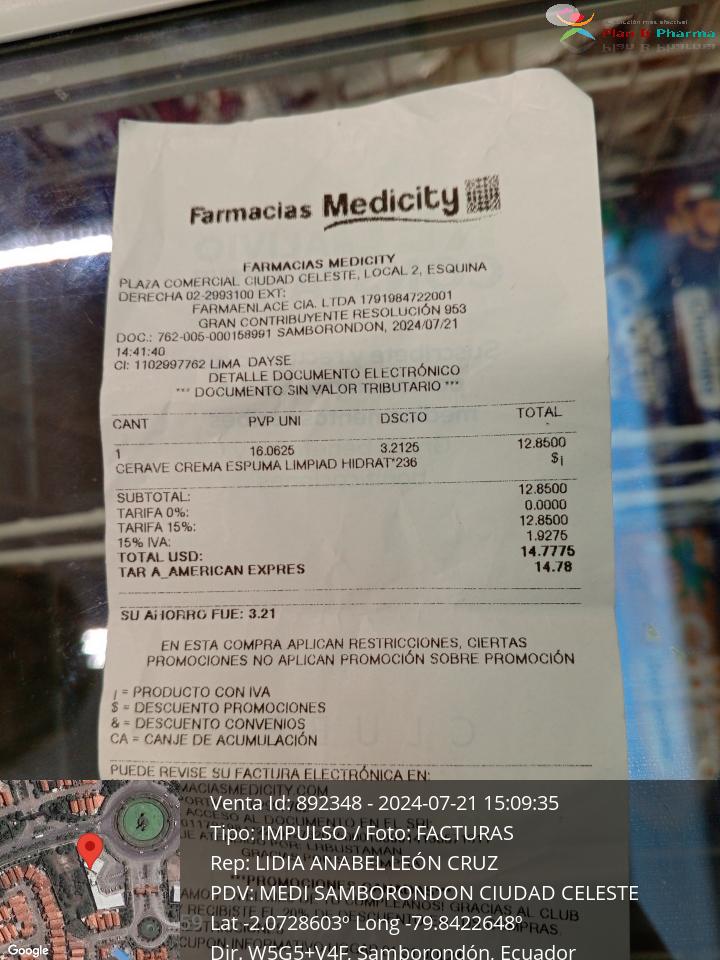 Plan B Pharma
Farmacias Medicity
FARMACIAS MEDICITY
PLAZA COMERCIAL CIUDAD CELESTE, LOCAL 2, ESQUINA
DERECHA 02-2993100 EXT:
FARMAENLACE CIA. LTDA 1791984722001
GRAN CONTRIBUYENTE RESOLUCIÓN 953
DOC.: 762-005-000158991 SAMBORONDON, 2024/07/21
14:41:40
CI: 1102997762 LIMA DAYSE
DETALLE DOCUMENTO ELECTRÓNICO
*** DOCUMENTO SIN VALOR TRIBUTARIO ***
CANT PVP UNI DSCTO TOTAL
1 16.0625 3.2125 12.8500
CERAVE CREMA ESPUMA LIMPIAD HIDRAT*236 $¡
SUBTOTAL: 12.8500
TARIFA 0%: 0.0000
TARIFA 15%: 12.8500
15% IVA: 1.9275
TOTAL USD: 14.7775
TAR A_AMERICAN EXPRES 14.78
SU AHORRO FUE: 3.21
EN ESTA COMPRA APLICAN RESTRICCIONES, CIERTAS
PROMOCIONES NO APLICAN PROMOCIÓN SOBRE PROMOCIÓN
¡ = PRODUCTO CON IVA
$ = DESCUENTO PROMOCIONES
& = DESCUENTO CONVENIOS
CA = CANJE DE ACUMULACIÓN
PUEDE REVISE SU FACTURA ELECTRÓNICA EN:
Venta Id: 892348 - 2024-07-21 15:09:35
Tipo: IMPULSO / Foto: FACTURAS
Rep: LIDIA ANABEL LEÓN CRUZ
PDV: MEDI SAMBORONDON CIUDAD CELESTE
Lat -2.0728603º Long -79.8422648º
Dir. W5G5+V4F, Samborondón, Ecuador
Google